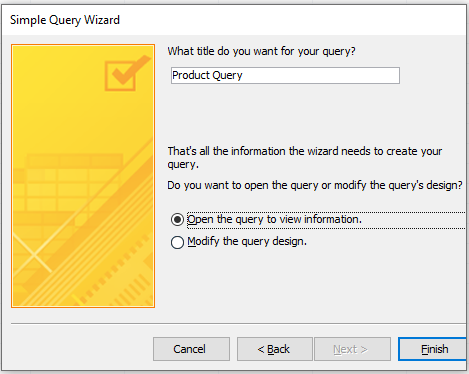 Simple Query Wizard
What title do you want for your query?
Product Query
That's all the information the wizard needs to create your
query.
Do you want to open the query or modify the query's design?
Open the query to view information.
Modify the query design.
Cancel
< Back
Next >
Finish